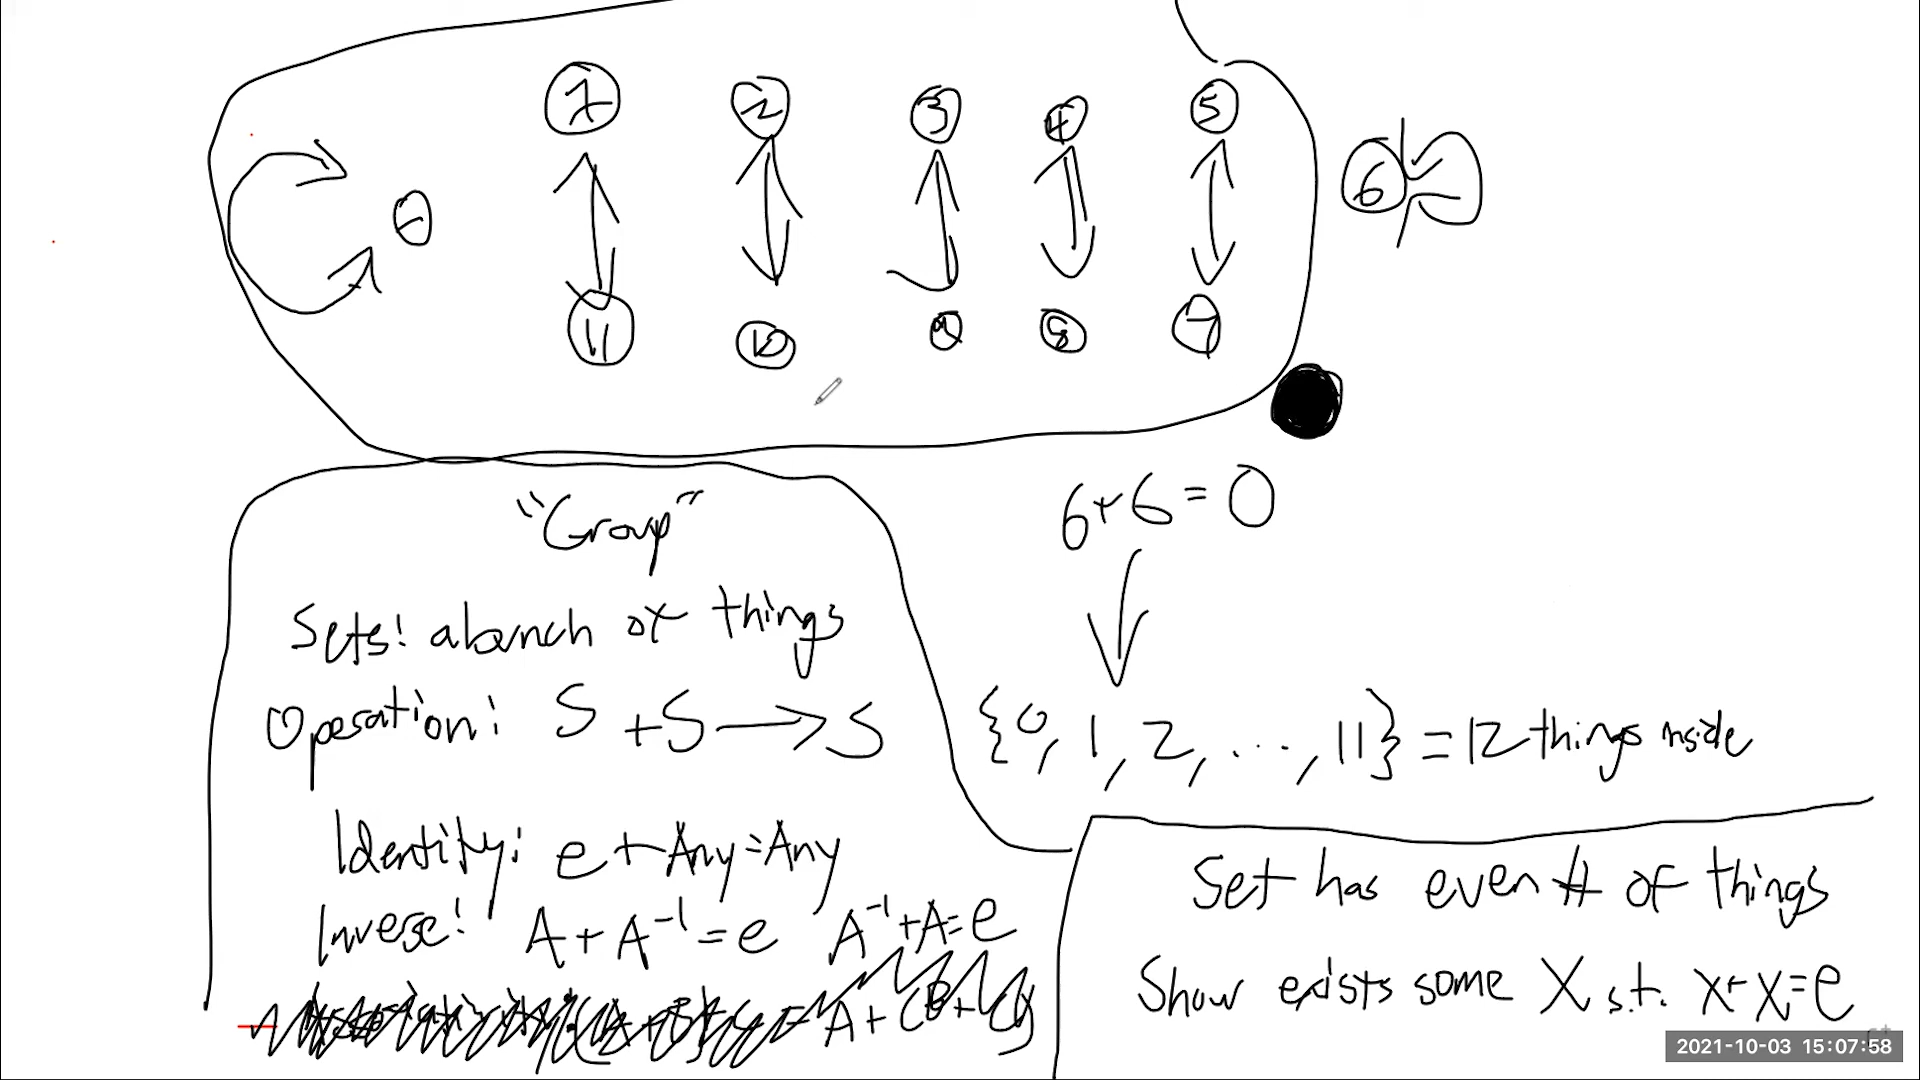 1 2 3 4 5
6
11 10 9 8 7
"Group"
6+6=0
Sets: a bunch of things
Operation: S + S → S
{0, 1, 2, ..., 11} = 12 things inside
Identity: e + Any = Any
Inverse: A + A⁻¹ = e A⁻¹ + A = e
= A + (B + C)
Set has even # of things
Show exists some X s.t. X + X = e
2021-10-03 15:07:58